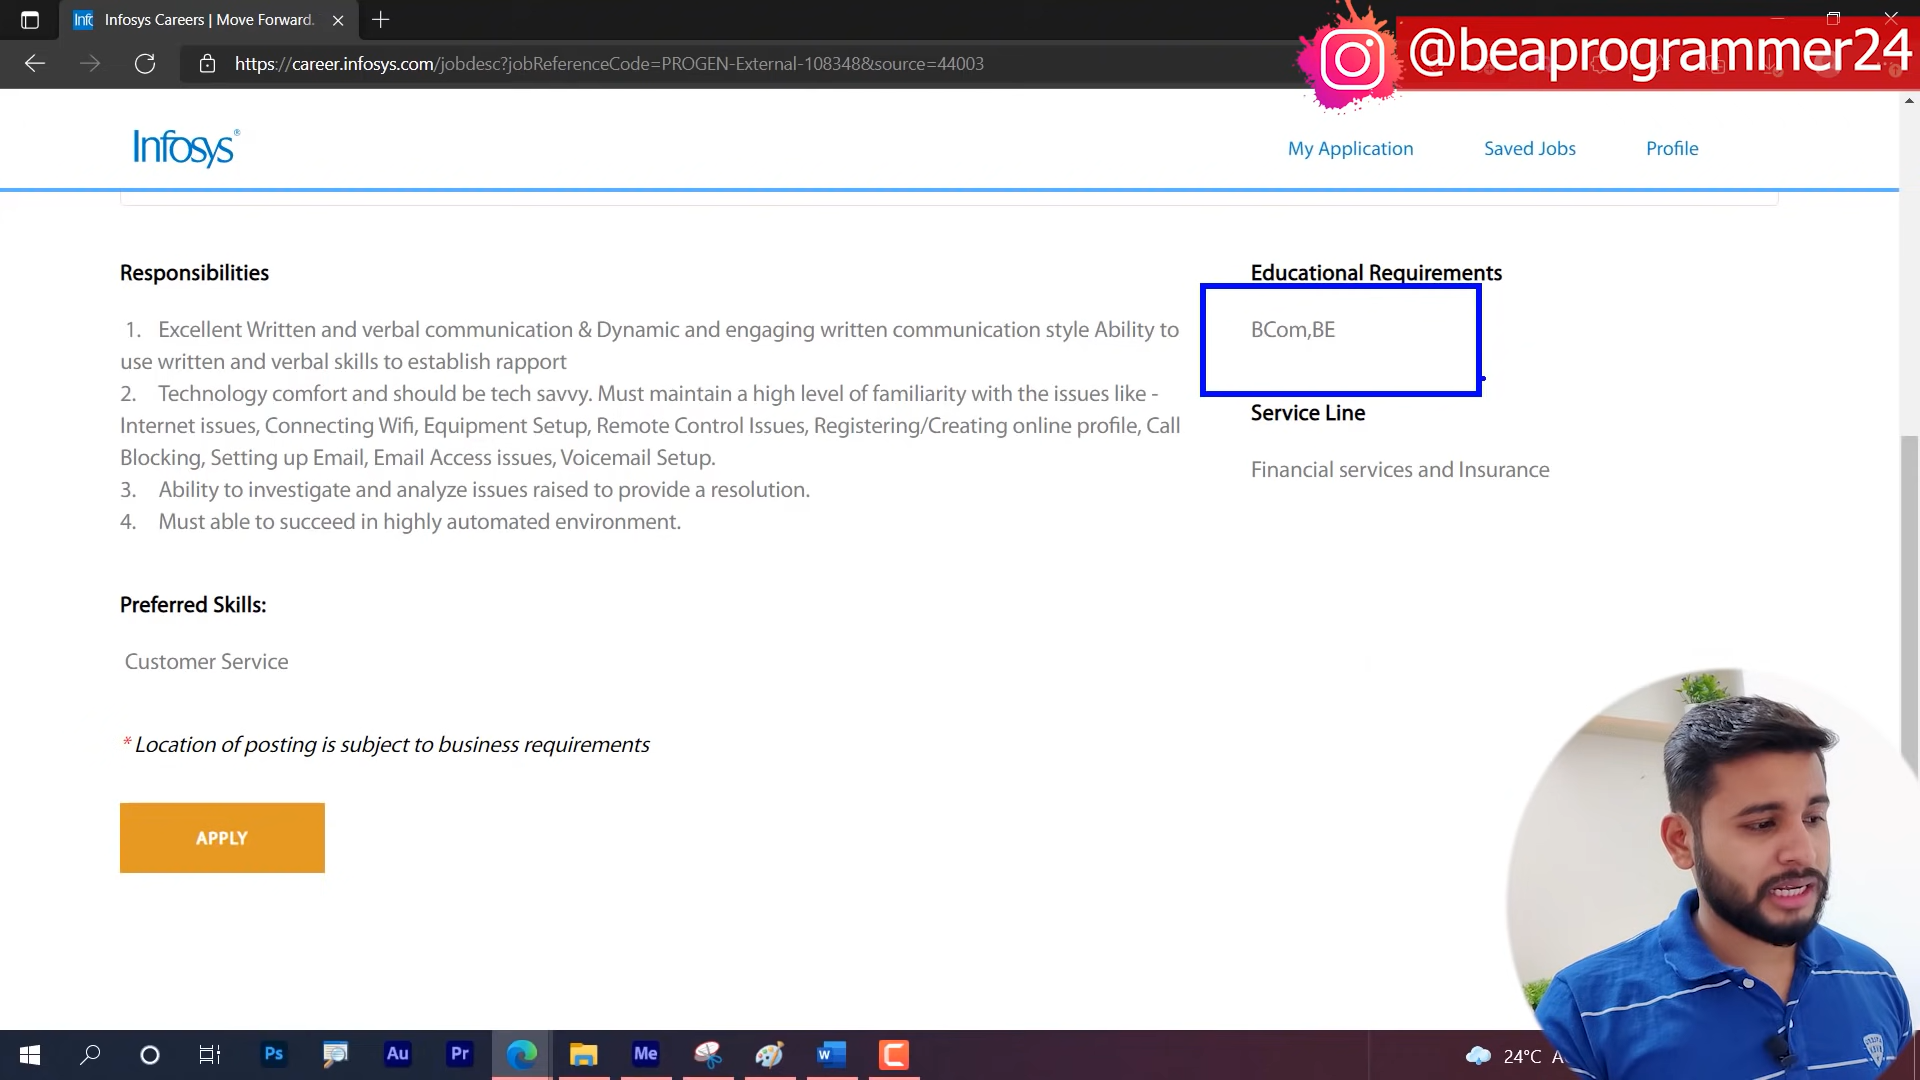 Infosys Careers | Move Forward.
@beaprogrammer24
https://career.infosys.com/jobdesc?jobReferenceCode=PROGEN-External-108348&source=44003
Infosys®
My Application
Saved Jobs
Profile
Responsibilities
1. Excellent Written and verbal communication & Dynamic and engaging written communication style Ability to
use written and verbal skills to establish rapport
2. Technology comfort and should be tech savvy. Must maintain a high level of familiarity with the issues like -
Internet issues, Connecting Wifi, Equipment Setup, Remote Control Issues, Registering/Creating online profile, Call
Blocking, Setting up Email, Email Access issues, Voicemail Setup.
3. Ability to investigate and analyze issues raised to provide a resolution.
4. Must able to succeed in highly automated environment.
Educational Requirements
BCom,BE
Service Line
Financial services and Insurance
Preferred Skills:
Customer Service
* Location of posting is subject to business requirements
APPLY
Ps
Au
Pr
Me
W
C
24°C A